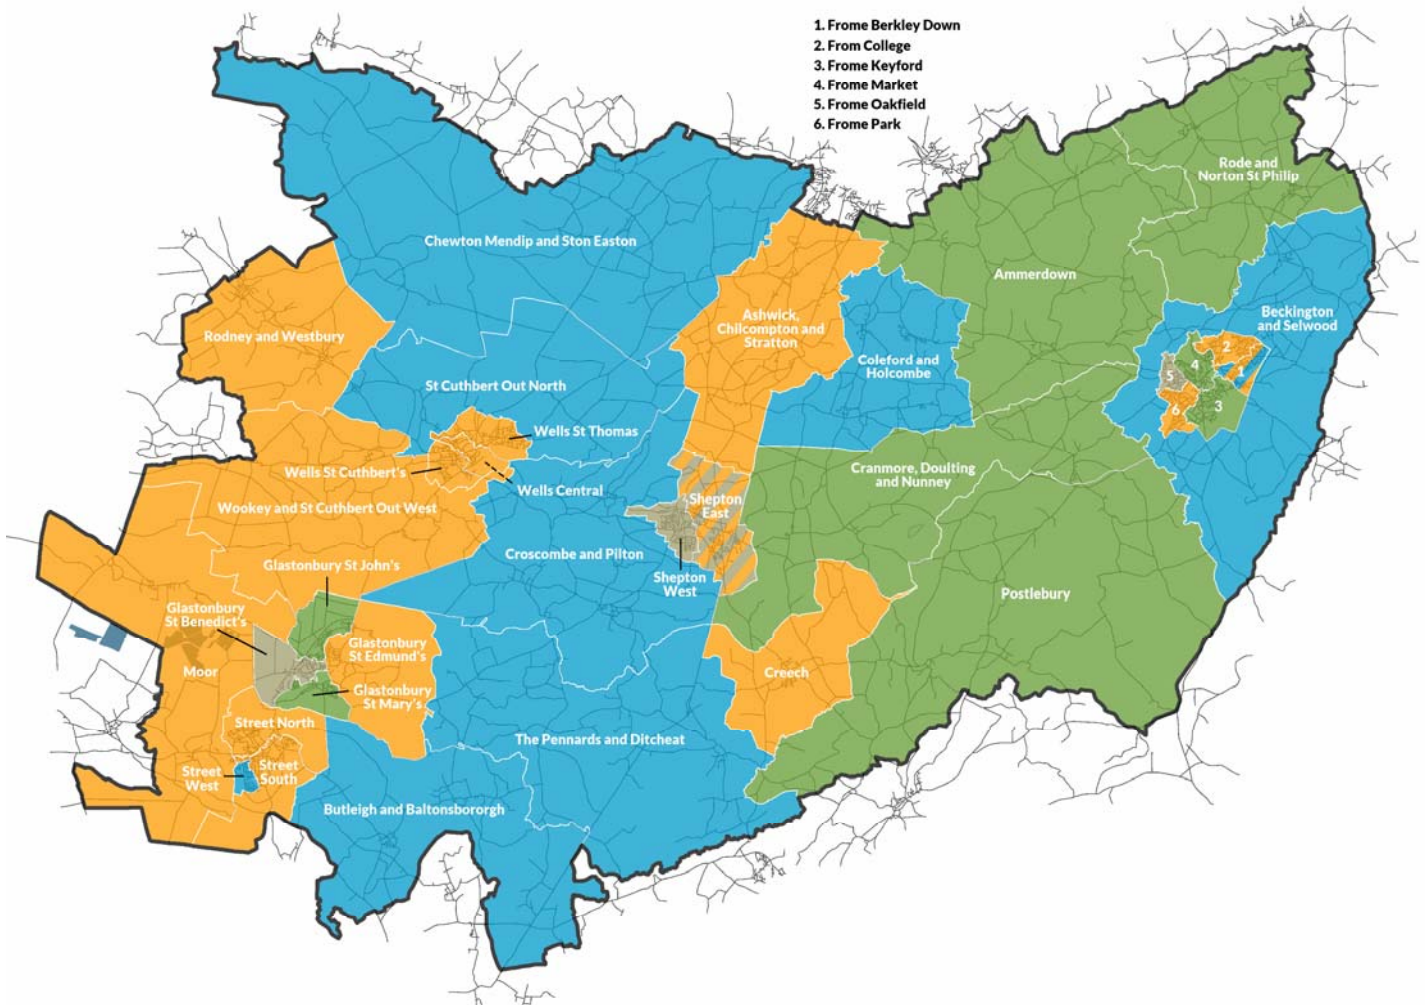 1. Frome Berkley Down
2. From College
3. Frome Keyford
4. Frome Market
5. Frome Oakfield
6. Frome Park
Rode and
Norton St Philip
Chewton Mendip and Ston Easton
Ammerdown
Beckington
and Selwood
Ashwick,
Chilcompton and
Stratton
Rodney and Westbury
Coleford and
Holcombe
2
4
1
5
3
6
St Cuthbert Out North
Wells St Thomas
Wells St Cuthbert's
Wells Central
Cranmore, Doulting
and Nunney
Shepton
East
Wookey and St Cuthbert Out West
Croscombe and Pilton
Glastonbury St John's
Shepton
West
Postlebury
Glastonbury
St Benedict's
Glastonbury
St Edmund's
Moor
Creech
Glastonbury
St Mary's
Street North
The Pennards and Ditcheat
Street
West
Street
South
Butleigh and Baltonsbororgh